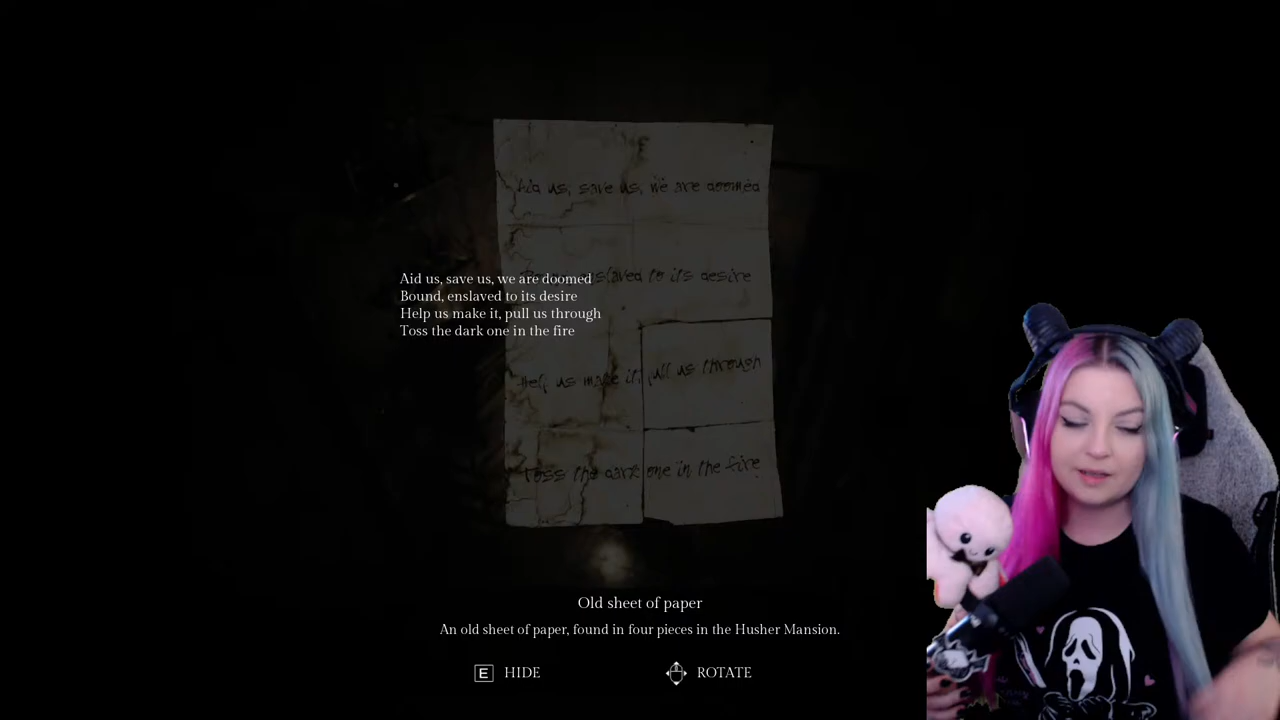 Aid us, save us, we are doomed
Bound, enslaved to its desire
Help us make it, pull us through
Toss the dark one in the fire
Aid us, save us, we are doomed
Bound, enslaved to its desire
Help us make it, pull us through
Toss the dark one in the fire
Old sheet of paper
An old sheet of paper, found in four pieces in the Husher Mansion.
E HIDE
ROTATE